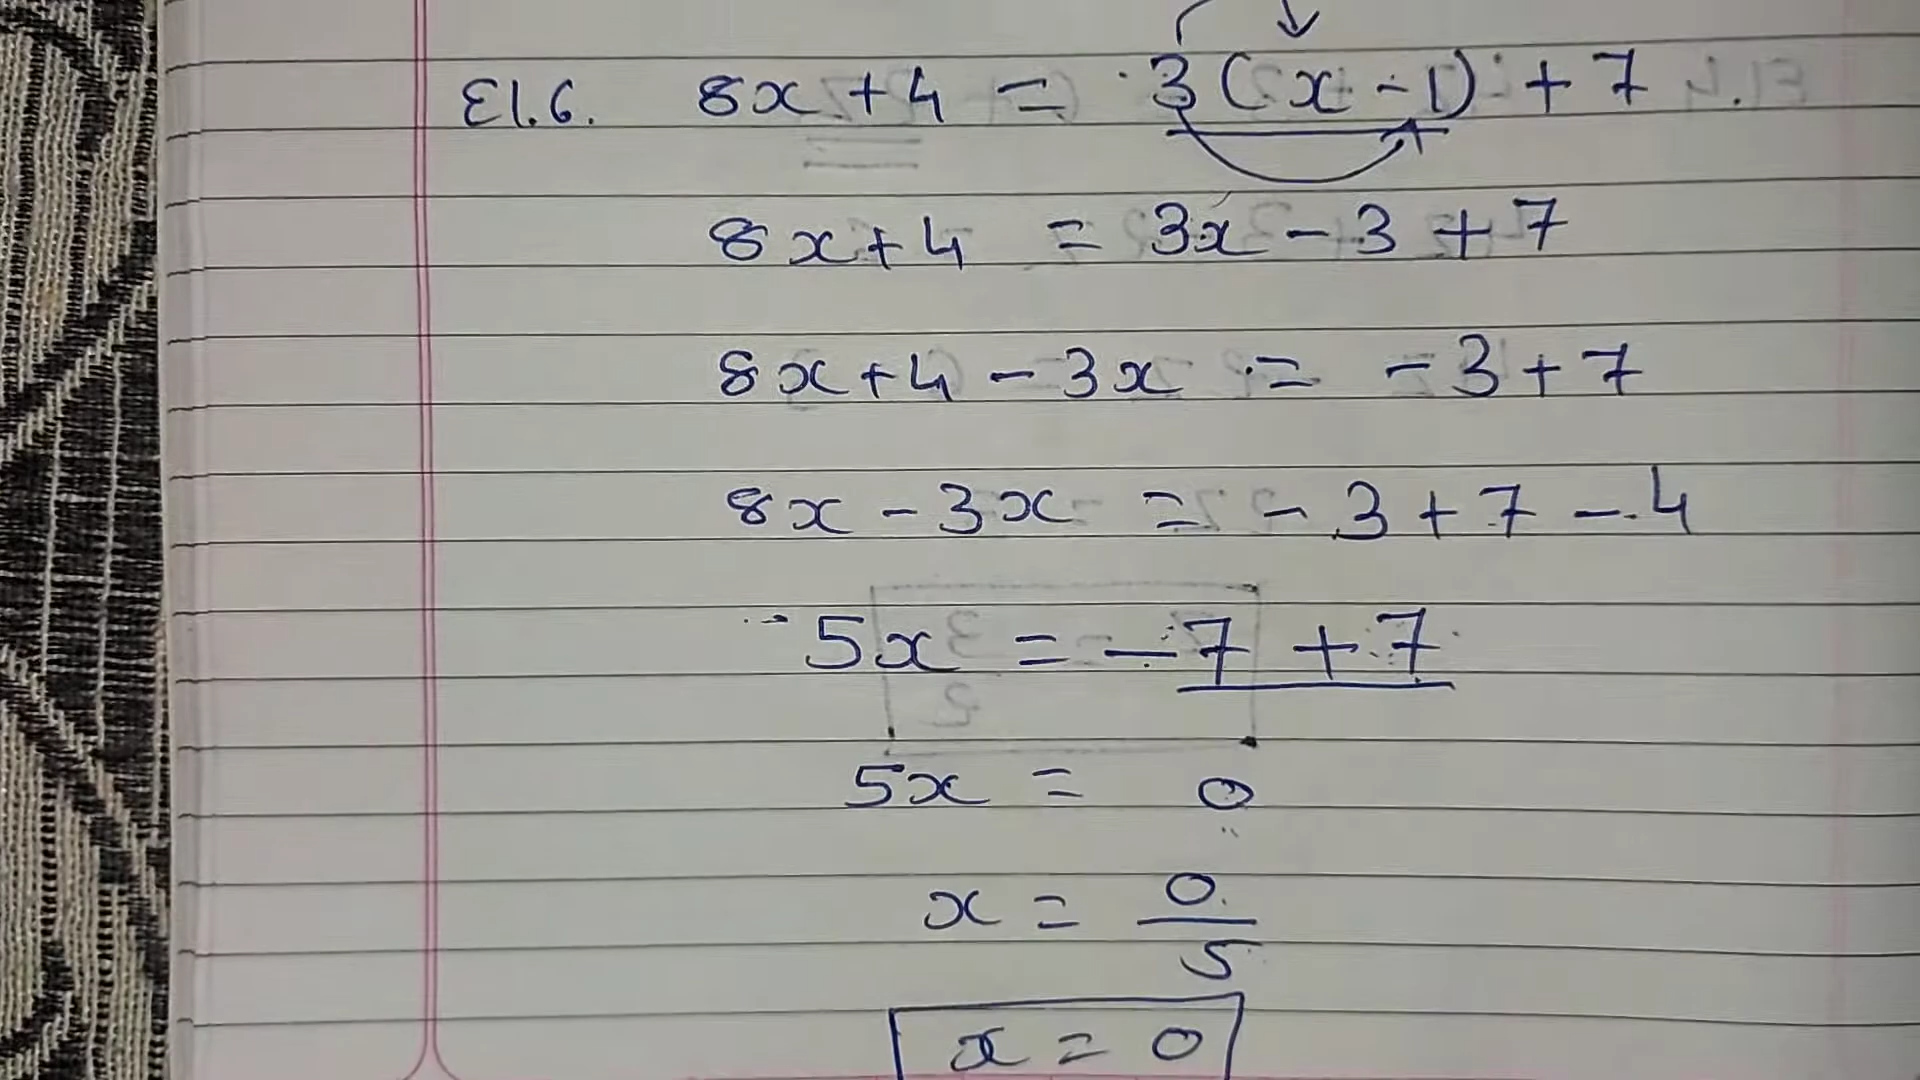 E1.6. 8x + 4 = 3(x - 1) + 7
8x + 4 = 3x - 3 + 7
8x + 4 - 3x = - 3 + 7
8x - 3x = - 3 + 7 - 4
5x = - 7 + 7
5x = 0
x = 0/5
x = 0